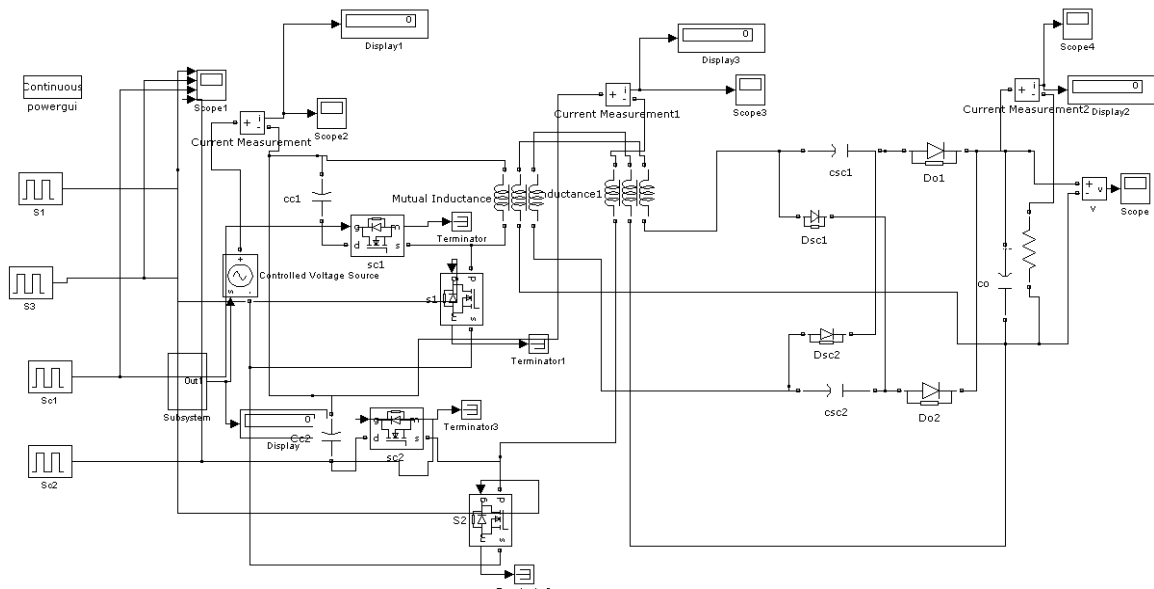 0
Display1
Continuous
powergui
Scope1
i
+
-
Current Measurement
Scope2
0
Display3
i
+
-
Current Measurement1
Scope3
Scope4
i
+
-
Current Measurement2
0
Display2
S1
cc1
Mutual Inductance
nductance1
csc1
Do1
+
-
v
V
Scope
g
m
d
s
sc1
Terminator
Dsc1
S3
+
s
-
Controlled Voltage Source
s1
g
m
d
s
co
Dsc2
Terminator1
Sc1
Out1
Subsystem
csc2
Do2
0
Display
Cc2
g
m
d
s
sc2
Terminator3
Sc2
S2
g
m
d
s